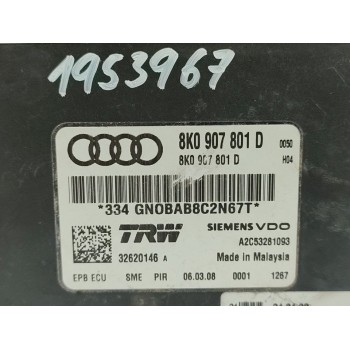 1953967
8K0 907 801 D 0050
8K0 907 801 D H04
*334 GNOBAB8C2N67T*
TRW SIEMENS VDO
32620146 A A2C53281093
Made in Malaysia
EPB ECU SME PIR 06.03.08 0001 1267